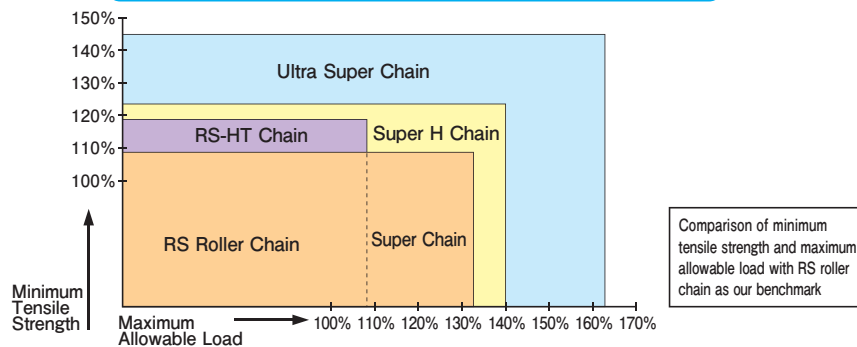 150%
140%
130%
120%
110%
100%
Ultra Super Chain
RS-HT Chain
Super H Chain
RS Roller Chain
Super Chain
Minimum
Tensile
Strength
Maximum
Allowable Load
100% 110% 120% 130% 140% 150% 160% 170%
Comparison of minimum
tensile strength and maximum
allowable load with RS roller
chain as our benchmark